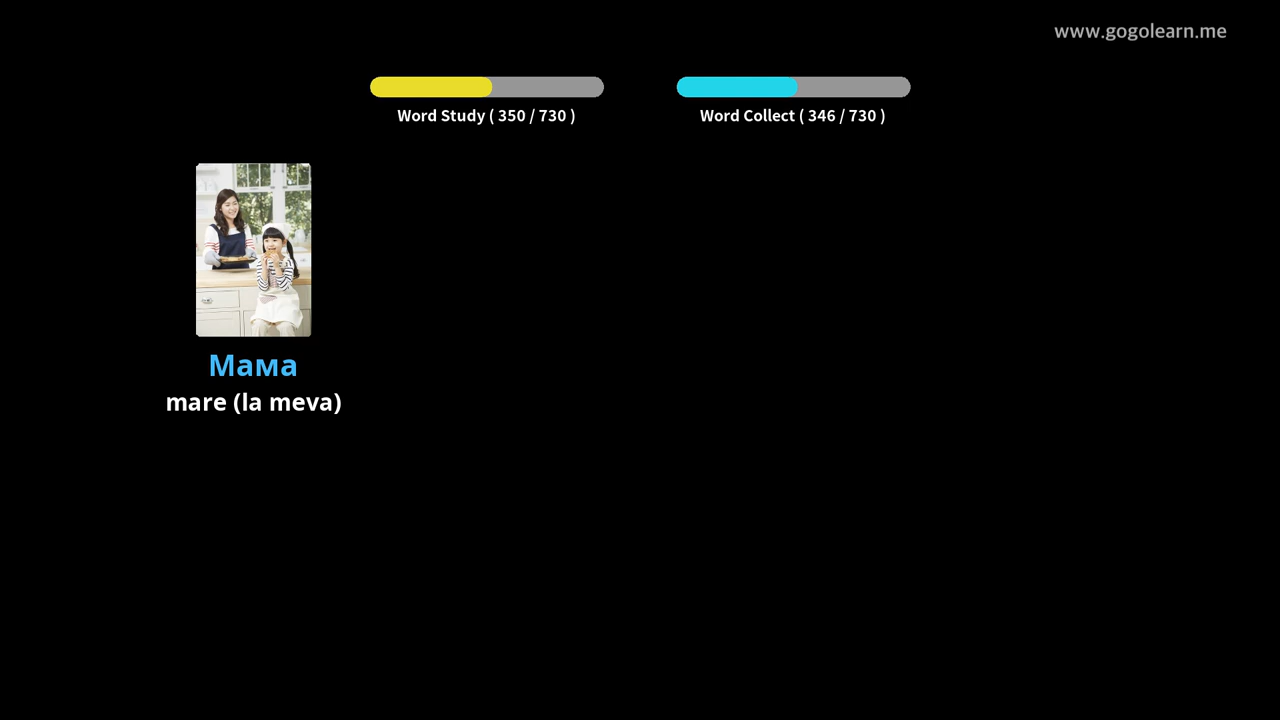 www.gogolearn.me
Word Study ( 350 / 730 )
Word Collect ( 346 / 730 )
Мама
mare (la meva)